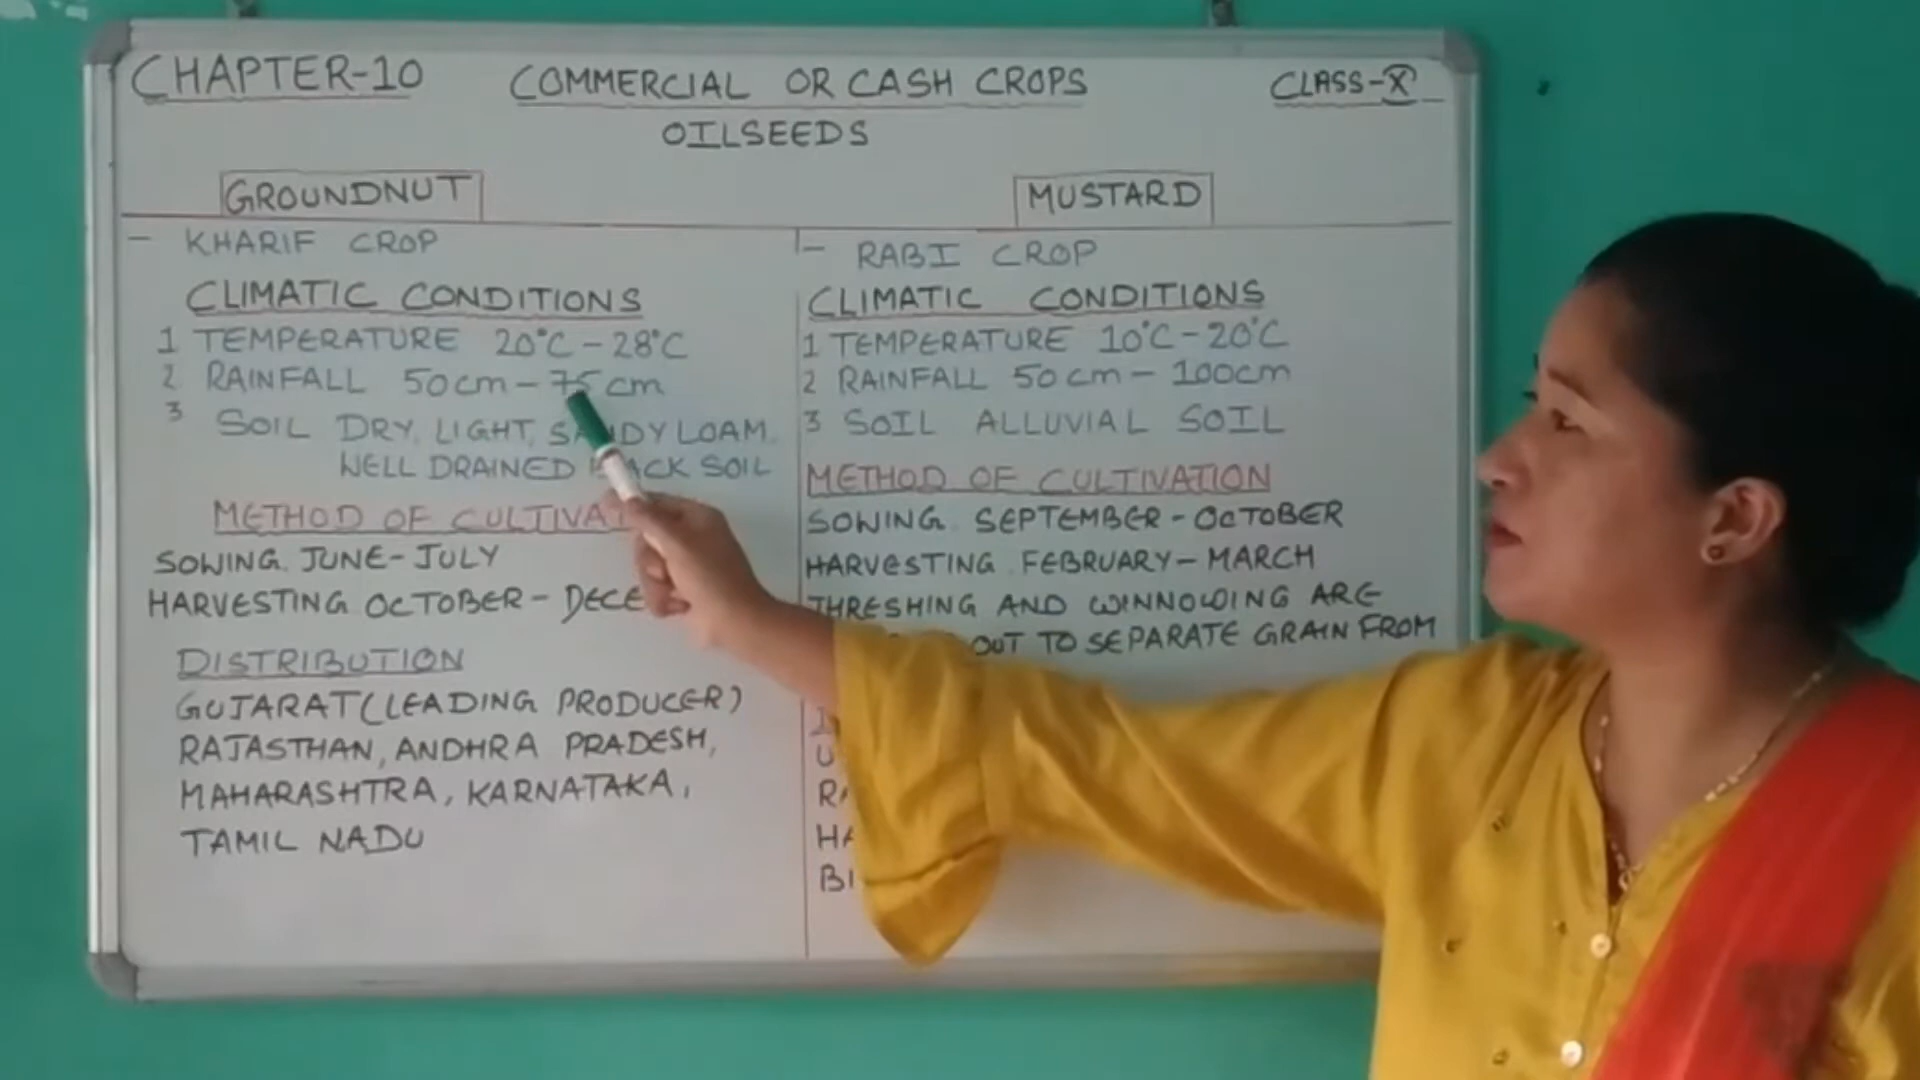 CHAPTER-10 COMMERCIAL OR CASH CROPS CLASS-X
OILSEEDS
GROUNDNUT
- KHARIF CROP
CLIMATIC CONDITIONS
1 TEMPERATURE 20°C-28°C
2 RAINFALL 50cm-75cm
3 SOIL DRY, LIGHT, SANDY LOAM,
WELL DRAINED BLACK SOIL
METHOD OF
SOWING JUNE-JULY
HARVESTING OCTOBER-
DISTRIBUTION
GUJARAT(LEADING PRODUCER)
RAJASTHAN, ANDHRA PRADESH,
MAHARASHTRA, KARNATAKA,
TAMIL NADU
MUSTARD
- RABI CROP
CLIMATIC CONDITIONS
1 TEMPERATURE 10°C-20°C
2 RAINFALL 50cm-100cm
3 SOIL ALLUVIAL SOIL
METHOD OF CULTIVATION
SOWING SEPTEMBER-OCTOBER
HARVESTING FEBRUARY-MARCH
THRESHING AND WINNOWING ARE
OUT TO SEPARATE GRAIN FROM